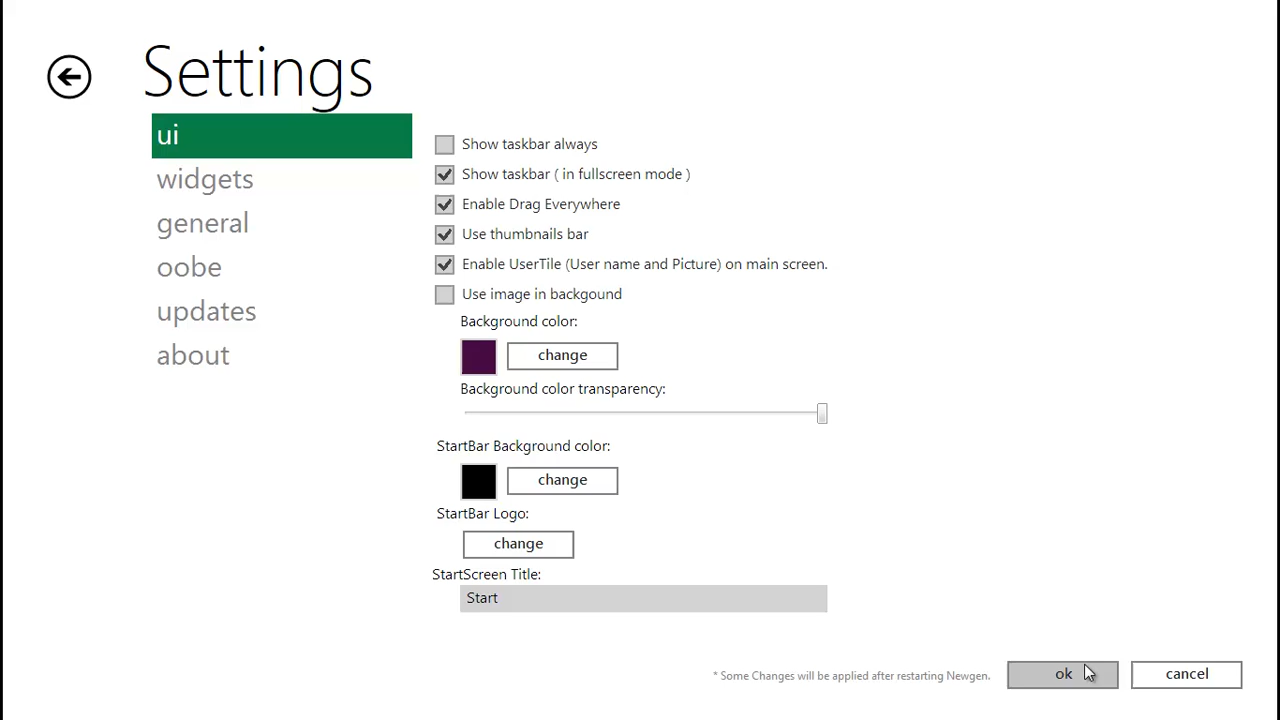 Settings
ui
widgets
general
oobe
updates
about
Show taskbar always
Show taskbar ( in fullscreen mode )
Enable Drag Everywhere
Use thumbnails bar
Enable UserTile (User name and Picture) on main screen.
Use image in backgound
Background color:
change
Background color transparency:
StartBar Background color:
change
StartBar Logo:
change
StartScreen Title:
Start
* Some Changes will be applied after restarting Newgen.
ok
cancel